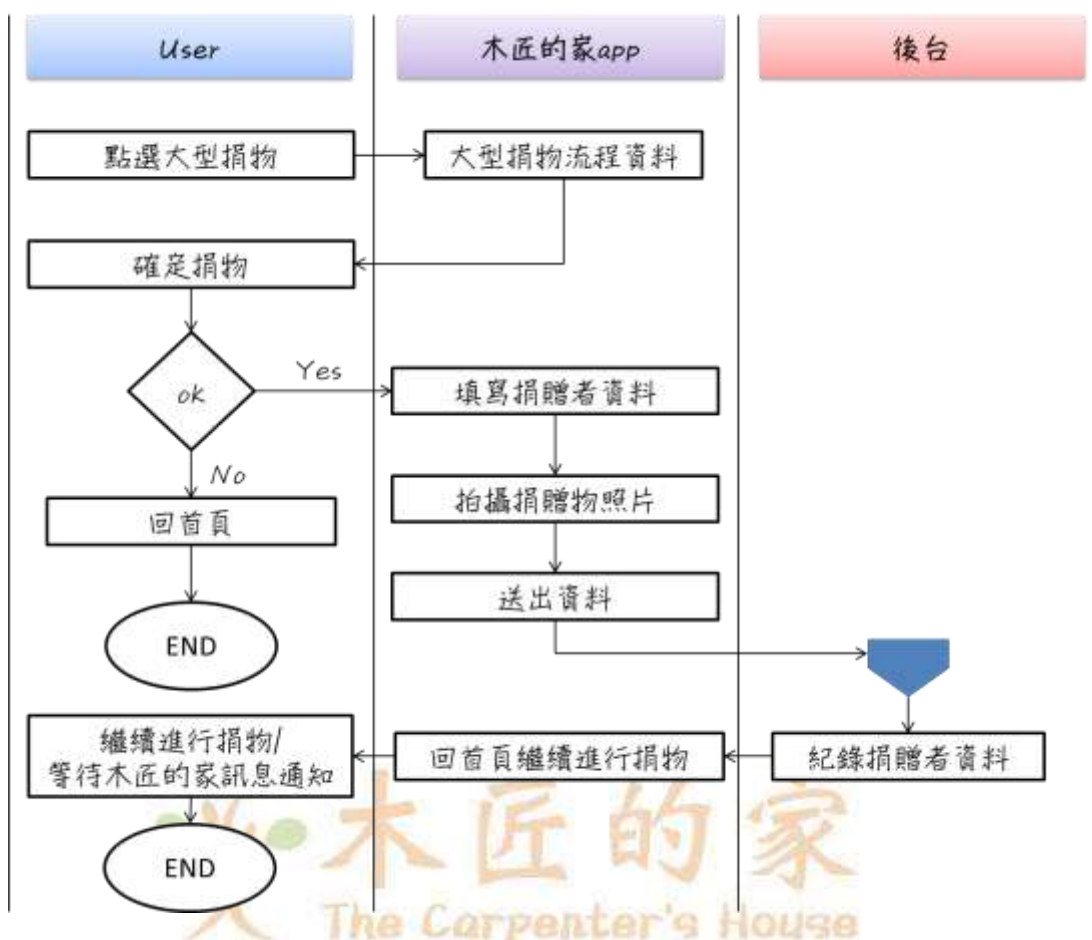 User
木匠的家app
後台
點選大型捐物
大型捐物流程資料
確定捐物
ok
Yes
填寫捐贈者資料
No
拍攝捐贈物照片
回首頁
送出資料
END
繼續進行捐物/
等待木匠的家訊息通知
回首頁繼續進行捐物
紀錄捐贈者資料
END
木匠的家
The Carpenter's House